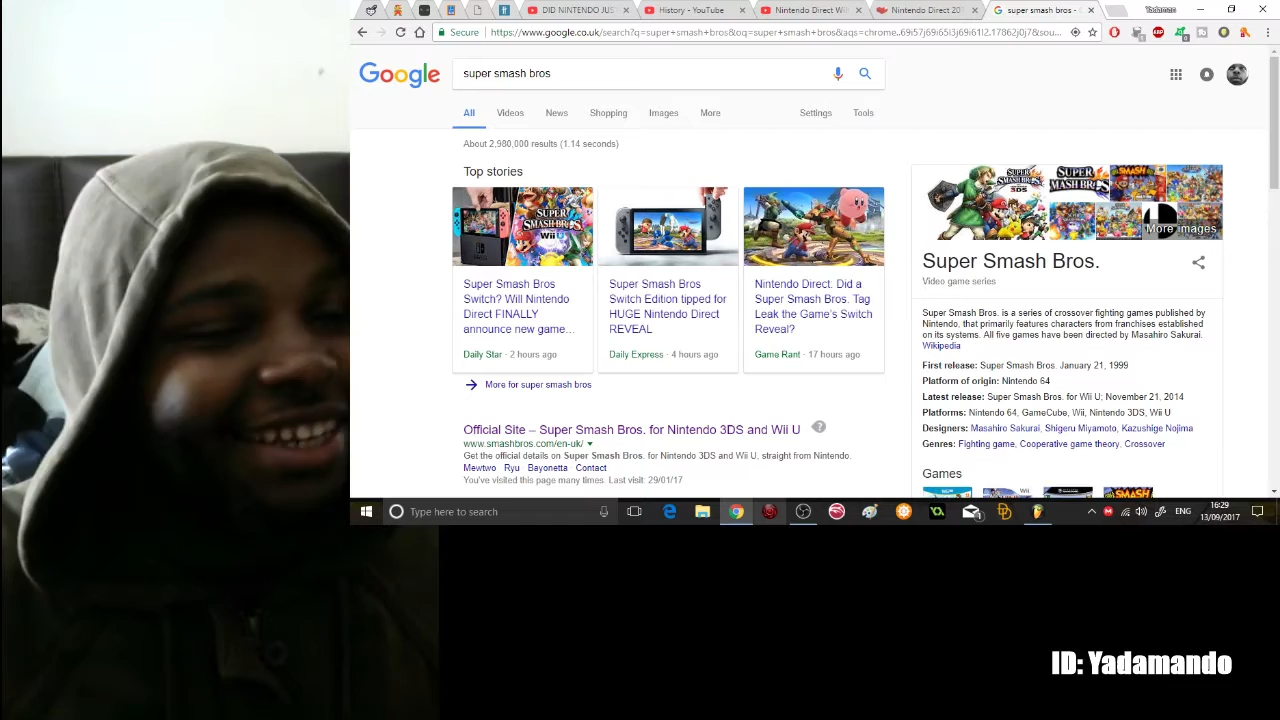 DID NINTENDO JUS
History - YouTube
Nintendo Direct Wii
Nintendo Direct 20
super smash bros - G
Yadaman
Secure
https://www.google.co.uk/search?q=super+smash+bros&oq=super+smash+bros&aqs=chrome..69i57j69i65l3j69i61l2.17862j0j7&sou...
Google
super smash bros
All Videos News Shopping Images More Settings Tools
About 2,980,000 results (1.14 seconds)
Top stories
Super Smash Bros
Switch? Will Nintendo
Direct FINALLY
announce new game...
Daily Star - 2 hours ago
Super Smash Bros
Switch Edition tipped for
HUGE Nintendo Direct
REVEAL
Daily Express - 4 hours ago
Nintendo Direct: Did a
Super Smash Bros. Tag
Leak the Game's Switch
Reveal?
Game Rant - 17 hours ago
More for super smash bros
Official Site – Super Smash Bros. for Nintendo 3DS and Wii U
www.smashbros.com/en-uk/
Get the official details on Super Smash Bros. for Nintendo 3DS and Wii U, straight from Nintendo.
Mewtwo Ryu Bayonetta Contact
You've visited this page many times. Last visit: 29/01/17
More images
Super Smash Bros.
Video game series
Super Smash Bros. is a series of crossover fighting games published by
Nintendo, that primarily features characters from franchises established
on its systems. All five games have been directed by Masahiro Sakurai.
Wikipedia
First release: Super Smash Bros. January 21, 1999
Platform of origin: Nintendo 64
Latest release: Super Smash Bros. for Wii U; November 21, 2014
Platforms: Nintendo 64, GameCube, Wii, Nintendo 3DS, Wii U
Designers: Masahiro Sakurai, Shigeru Miyamoto, Kazushige Nojima
Genres: Fighting game, Cooperative game theory, Crossover
Games
Type here to search
ENG
16:29
13/09/2017
ID: Yadamando